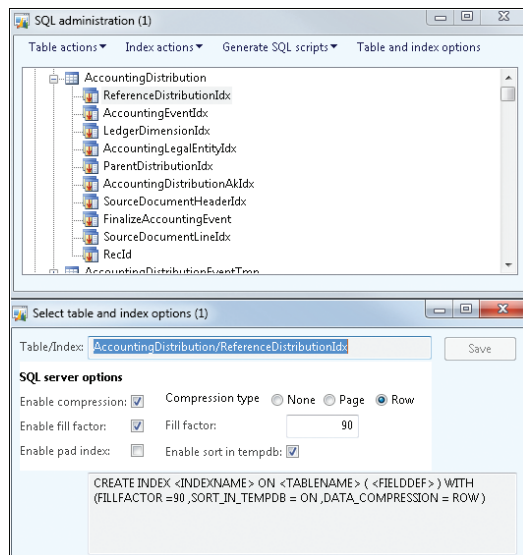 SQL administration (1)
Table actions Index actions Generate SQL scripts Table and index options
AccountingDistribution
ReferenceDistributionIdx
AccountingEventIdx
LedgerDimensionIdx
AccountingLegalEntityIdx
ParentDistributionIdx
AccountingDistributionAkIdx
SourceDocumentHeaderIdx
FinalizeAccountingEvent
SourceDocumentLineIdx
RecId
AccountingDistributionEventTmp
Select table and index options (1)
Table/Index: AccountingDistribution/ReferenceDistributionIdx Save
SQL server options
Enable compression: Compression type None Page Row
Enable fill factor: Fill factor: 90
Enable pad index: Enable sort in tempdb:
CREATE INDEX <INDEXNAME> ON <TABLENAME> ( <FIELDDEF> ) WITH
(FILLFACTOR =90 ,SORT_IN_TEMPDB = ON ,DATA_COMPRESSION = ROW )